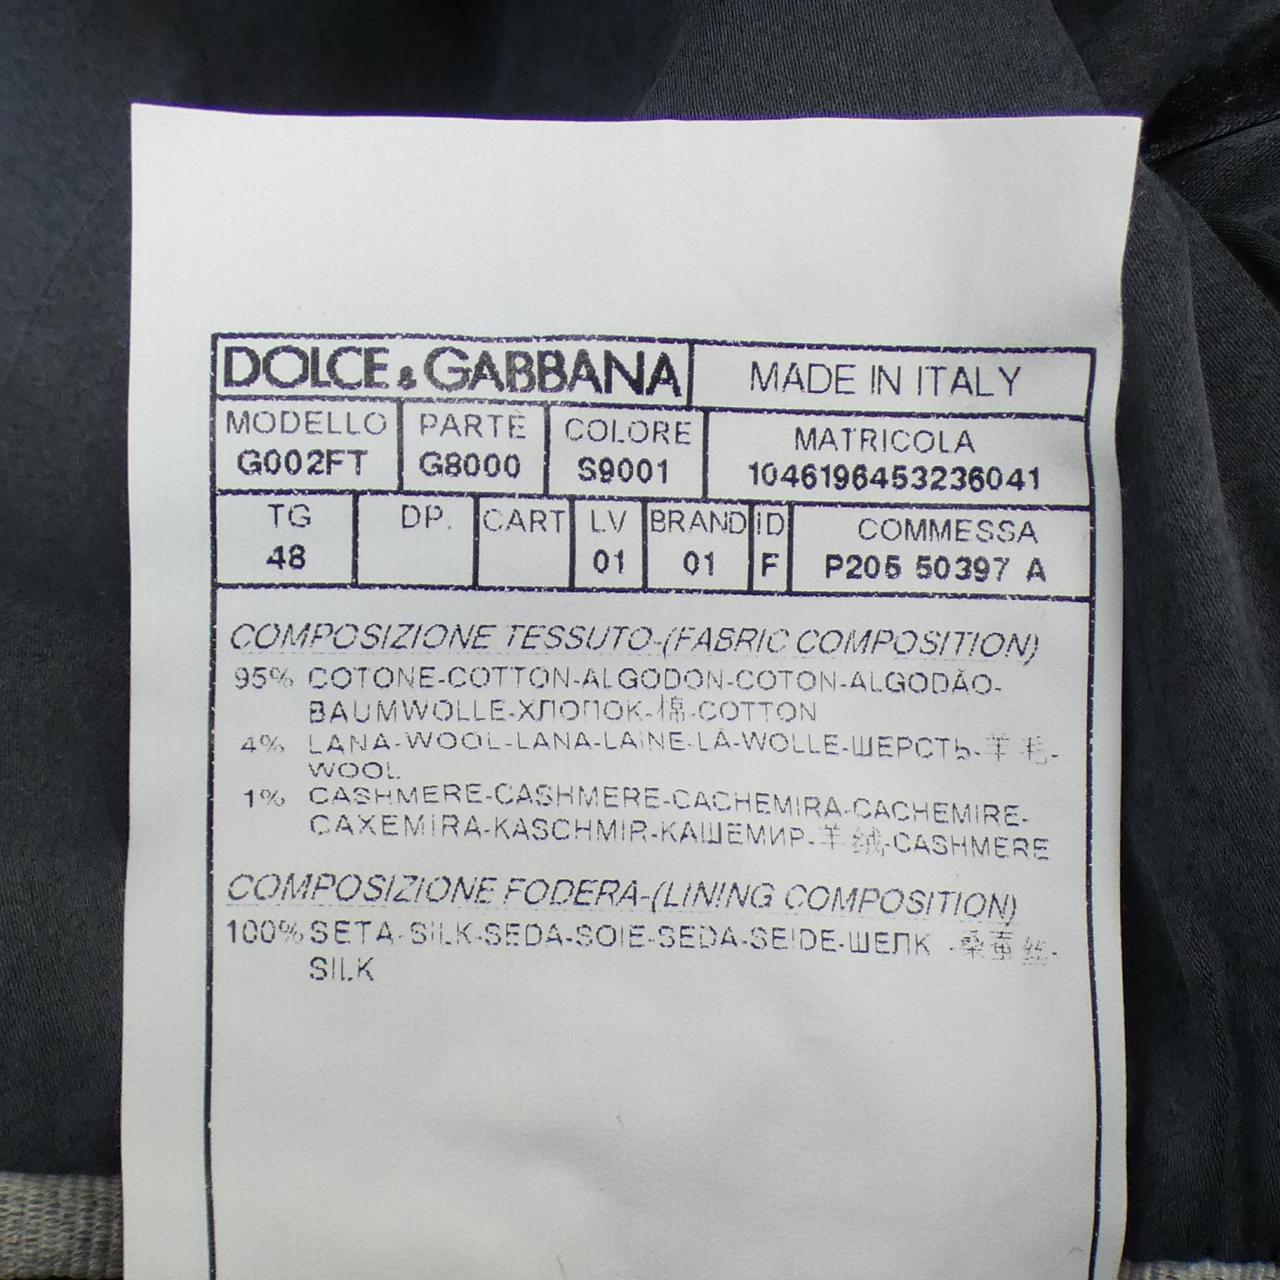 DOLCE & GABBANA MADE IN ITALY
MODELLO PARTE COLORE MATRICOLA
G002FT G8000 S9001 1046196453236041
TG DP. CART LV BRAND ID COMMESSA
48 01 01 F P205 50397 A
COMPOSIZIONE TESSUTO-(FABRIC COMPOSITION)
95% COTONE-COTTON-ALGODON-COTON-ALGODÃO-
BAUMWOLLE-ХЛОПОК-棉-COTTON
4% LANA-WOOL-LANA-LAINE-LÃ-WOLLE-ШЕРСТЬ-羊毛-
WOOL
1% CASHMERE-CASHMERE-CACHEMIRA-CACHEMIRE-
CAXEMIRA-KASCHMIR-КАШЕМИР-羊绒-CASHMERE
COMPOSIZIONE FODERA-(LINING COMPOSITION)
100% SETA-SILK-SEDA-SOIE-SEDA-SEIDE-ШЕЛК -桑蚕丝-
SILK